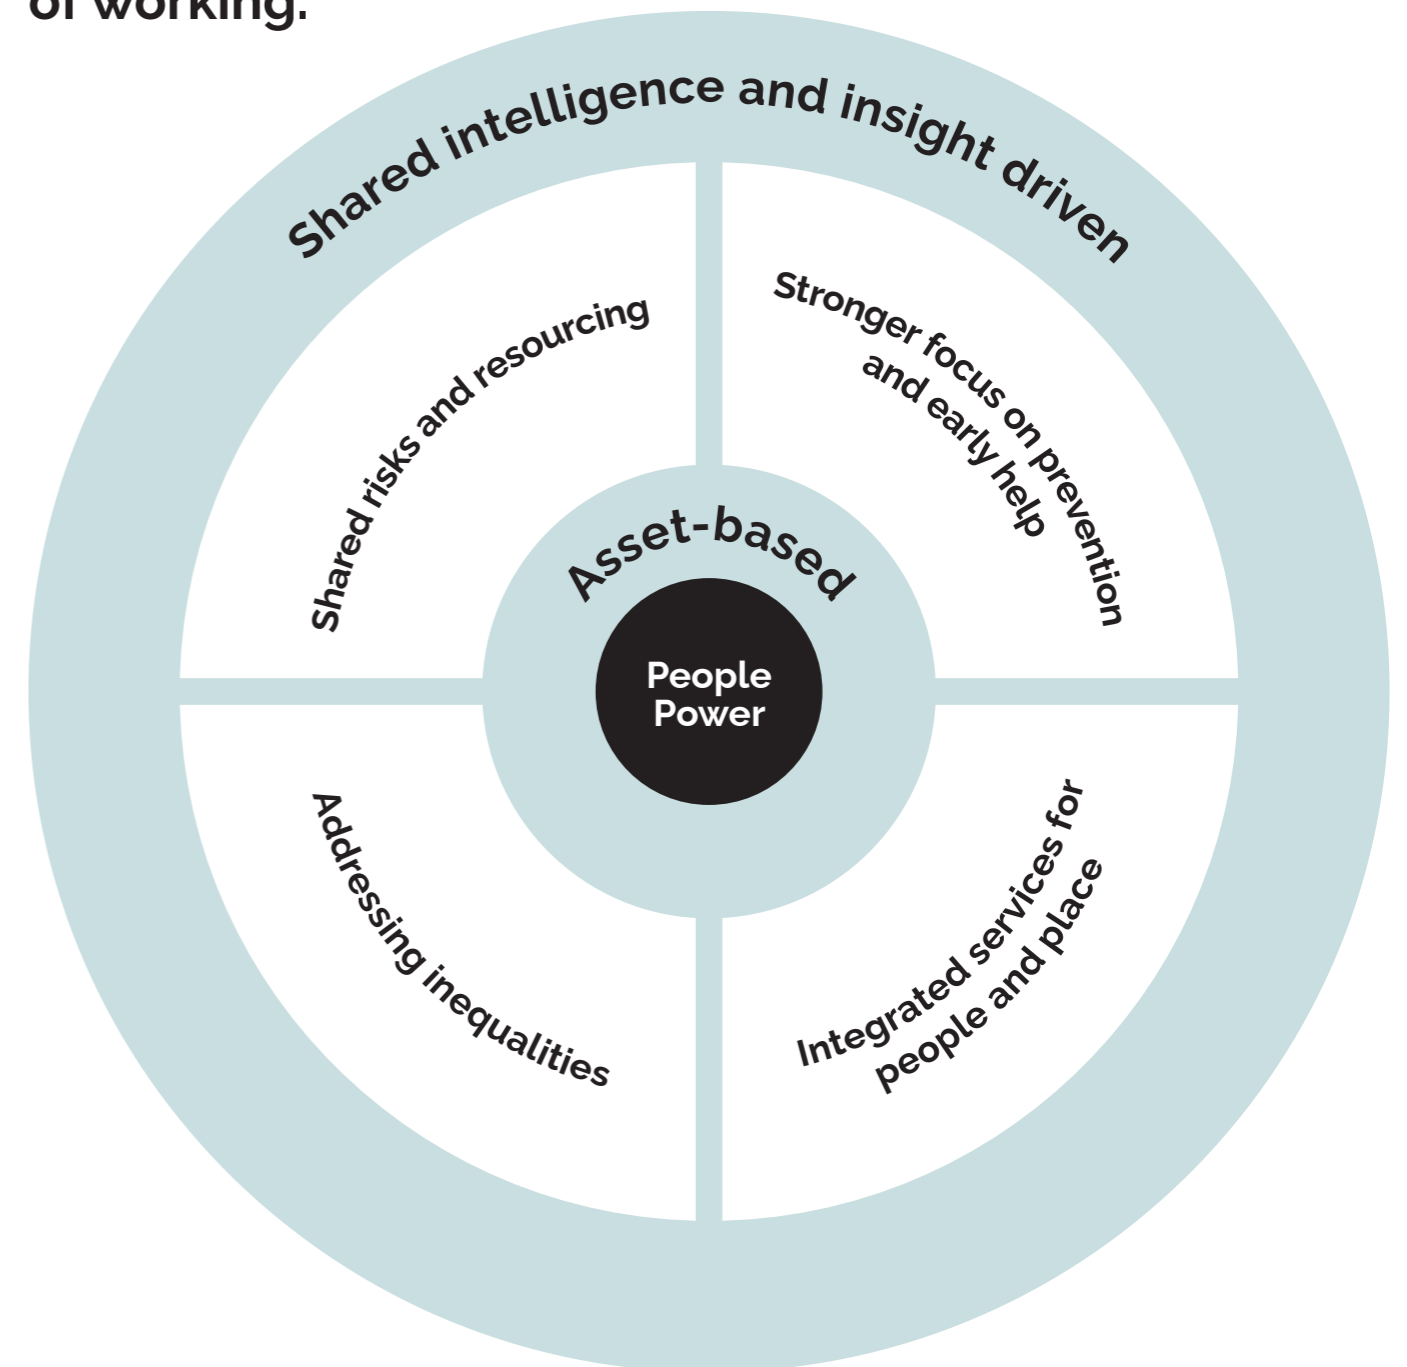 of working.
Shared intelligence and insight driven
Shared risks and resourcing
Stronger focus on prevention
and early help
Asset-based
People
Power
Addressing inequalities
Integrated services for
people and place